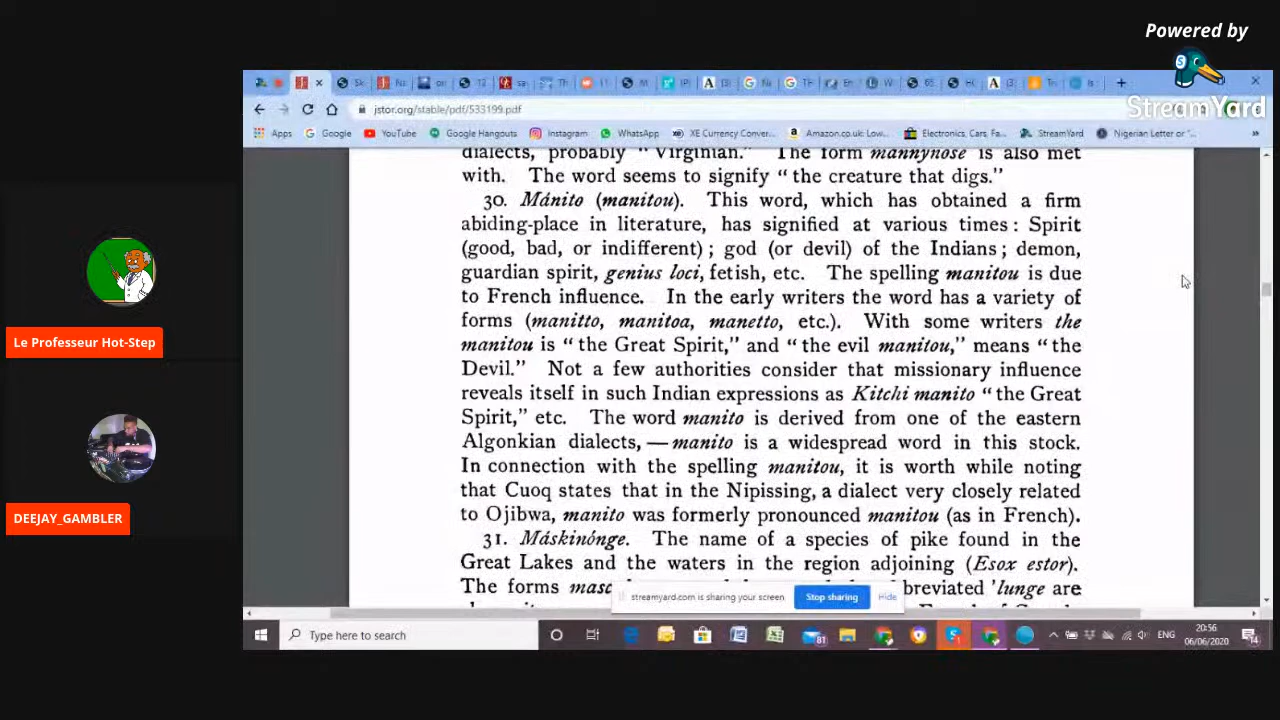 Powered by
StreamYard
jstor.org/stable/pdf/533199.pdf
Apps Google YouTube Google Hangouts Instagram WhatsApp XE Currency Conver... Amazon.co.uk: Low... Electronics, Cars, Fa... StreamYard Nigerian Letter or "...
dialects, probably "Virginian." The form mannynose is also met
with. The word seems to signify "the creature that digs."
30. Mánito (manitou). This word, which has obtained a firm
abiding-place in literature, has signified at various times: Spirit
(good, bad, or indifferent); god (or devil) of the Indians; demon,
guardian spirit, genius loci, fetish, etc. The spelling manitou is due
to French influence. In the early writers the word has a variety of
forms (manitto, manitoa, manetto, etc.). With some writers the
manitou is "the Great Spirit," and "the evil manitou," means "the
Devil." Not a few authorities consider that missionary influence
reveals itself in such Indian expressions as Kitchi manito "the Great
Spirit," etc. The word manito is derived from one of the eastern
Algonkian dialects, — manito is a widespread word in this stock.
In connection with the spelling manitou, it is worth while noting
that Cuoq states that in the Nipissing, a dialect very closely related
to Ojibwa, manito was formerly pronounced manitou (as in French).
31. Máskinónge. The name of a species of pike found in the
Great Lakes and the waters in the region adjoining (Esox estor).
The forms masc breviated 'lunge are
streamyard.com is sharing your screen Stop sharing Hide
Le Professeur Hot-Step
DEEJAY_GAMBLER
Type here to search
81
ENG
20:56
06/06/2020
14